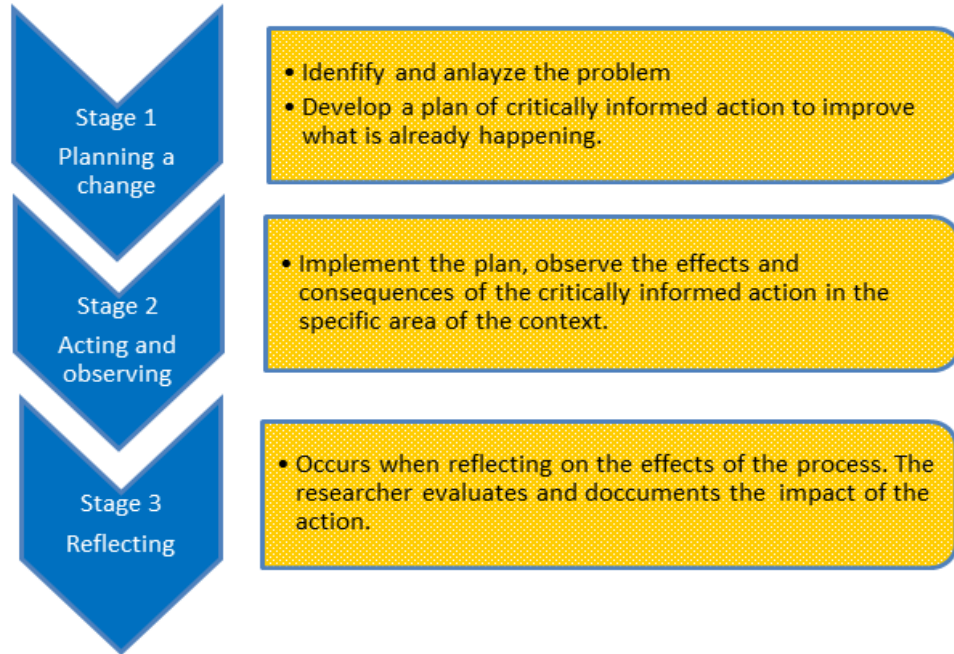 Stage 1
Planning a
change
• Idenfify and anlayze the problem
• Develop a plan of critically informed action to improve
what is already happening.
Stage 2
Acting and
observing
• Implement the plan, observe the effects and
consequences of the critically informed action in the
specific area of the context.
Stage 3
Reflecting
• Occurs when reflecting on the effects of the process. The
researcher evaluates and doccuments the impact of the
action.